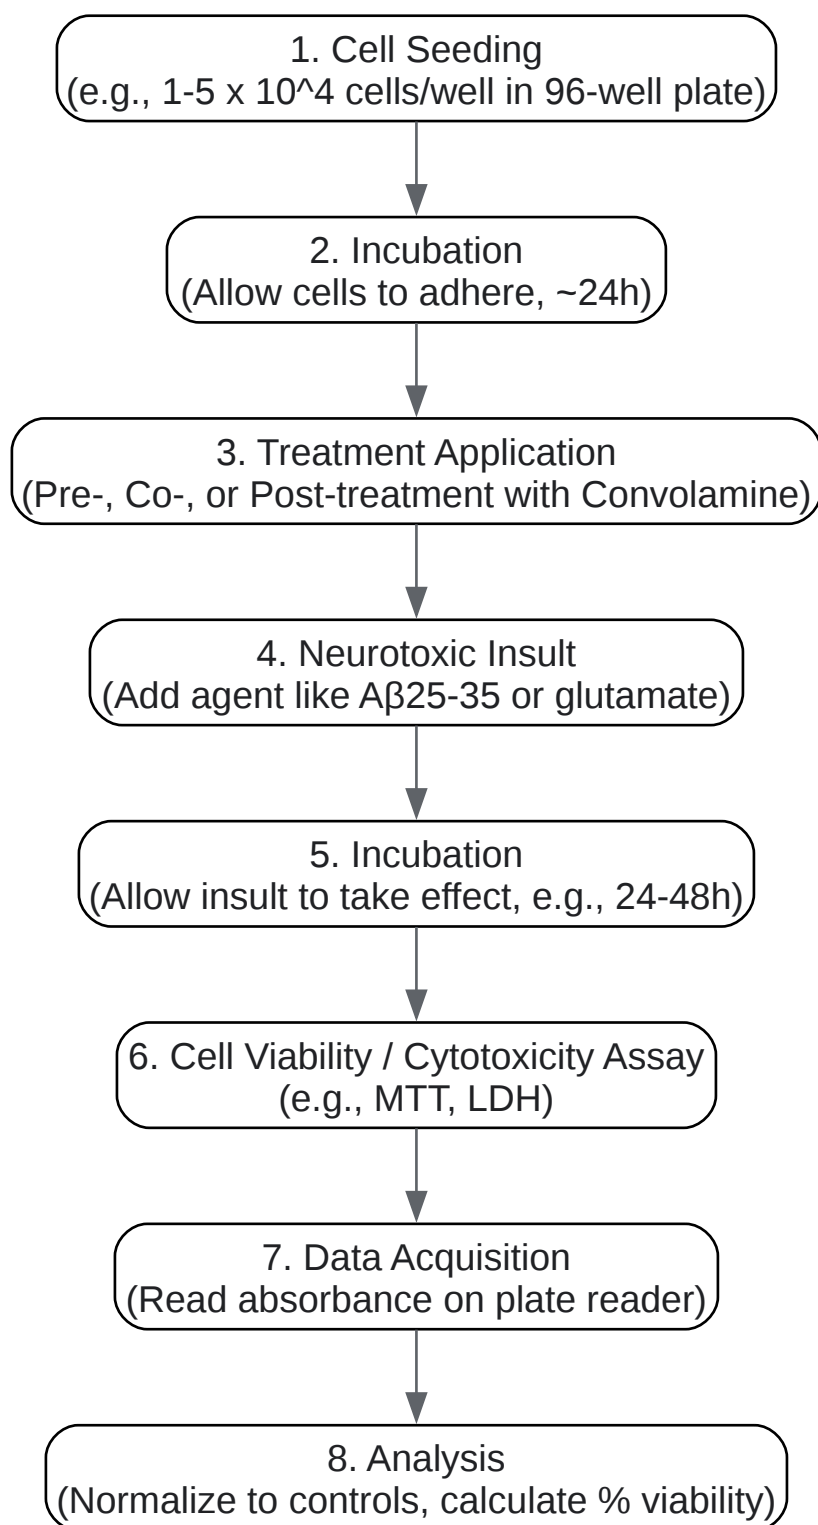 1. Cell Seeding
(e.g., 1-5 x 10^4 cells/well in 96-well plate)
2. Incubation
(Allow cells to adhere, ~24h)
3. Treatment Application
(Pre-, Co-, or Post-treatment with Convolamine)
4. Neurotoxic Insult
(Add agent like Aβ25-35 or glutamate)
5. Incubation
(Allow insult to take effect, e.g., 24-48h)
6. Cell Viability / Cytotoxicity Assay
(e.g., MTT, LDH)
7. Data Acquisition
(Read absorbance on plate reader)
8. Analysis
(Normalize to controls, calculate % viability)